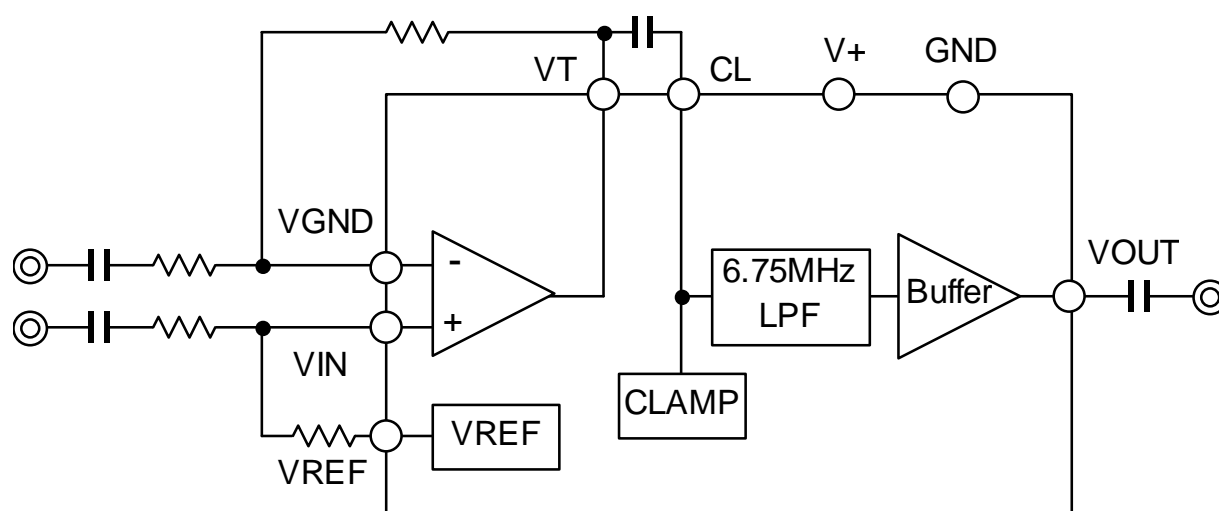 V+
GND
VT
CL
VGND
-
6.75MHz
LPF
Buffer
VOUT
+
VIN
CLAMP
VREF
VREF